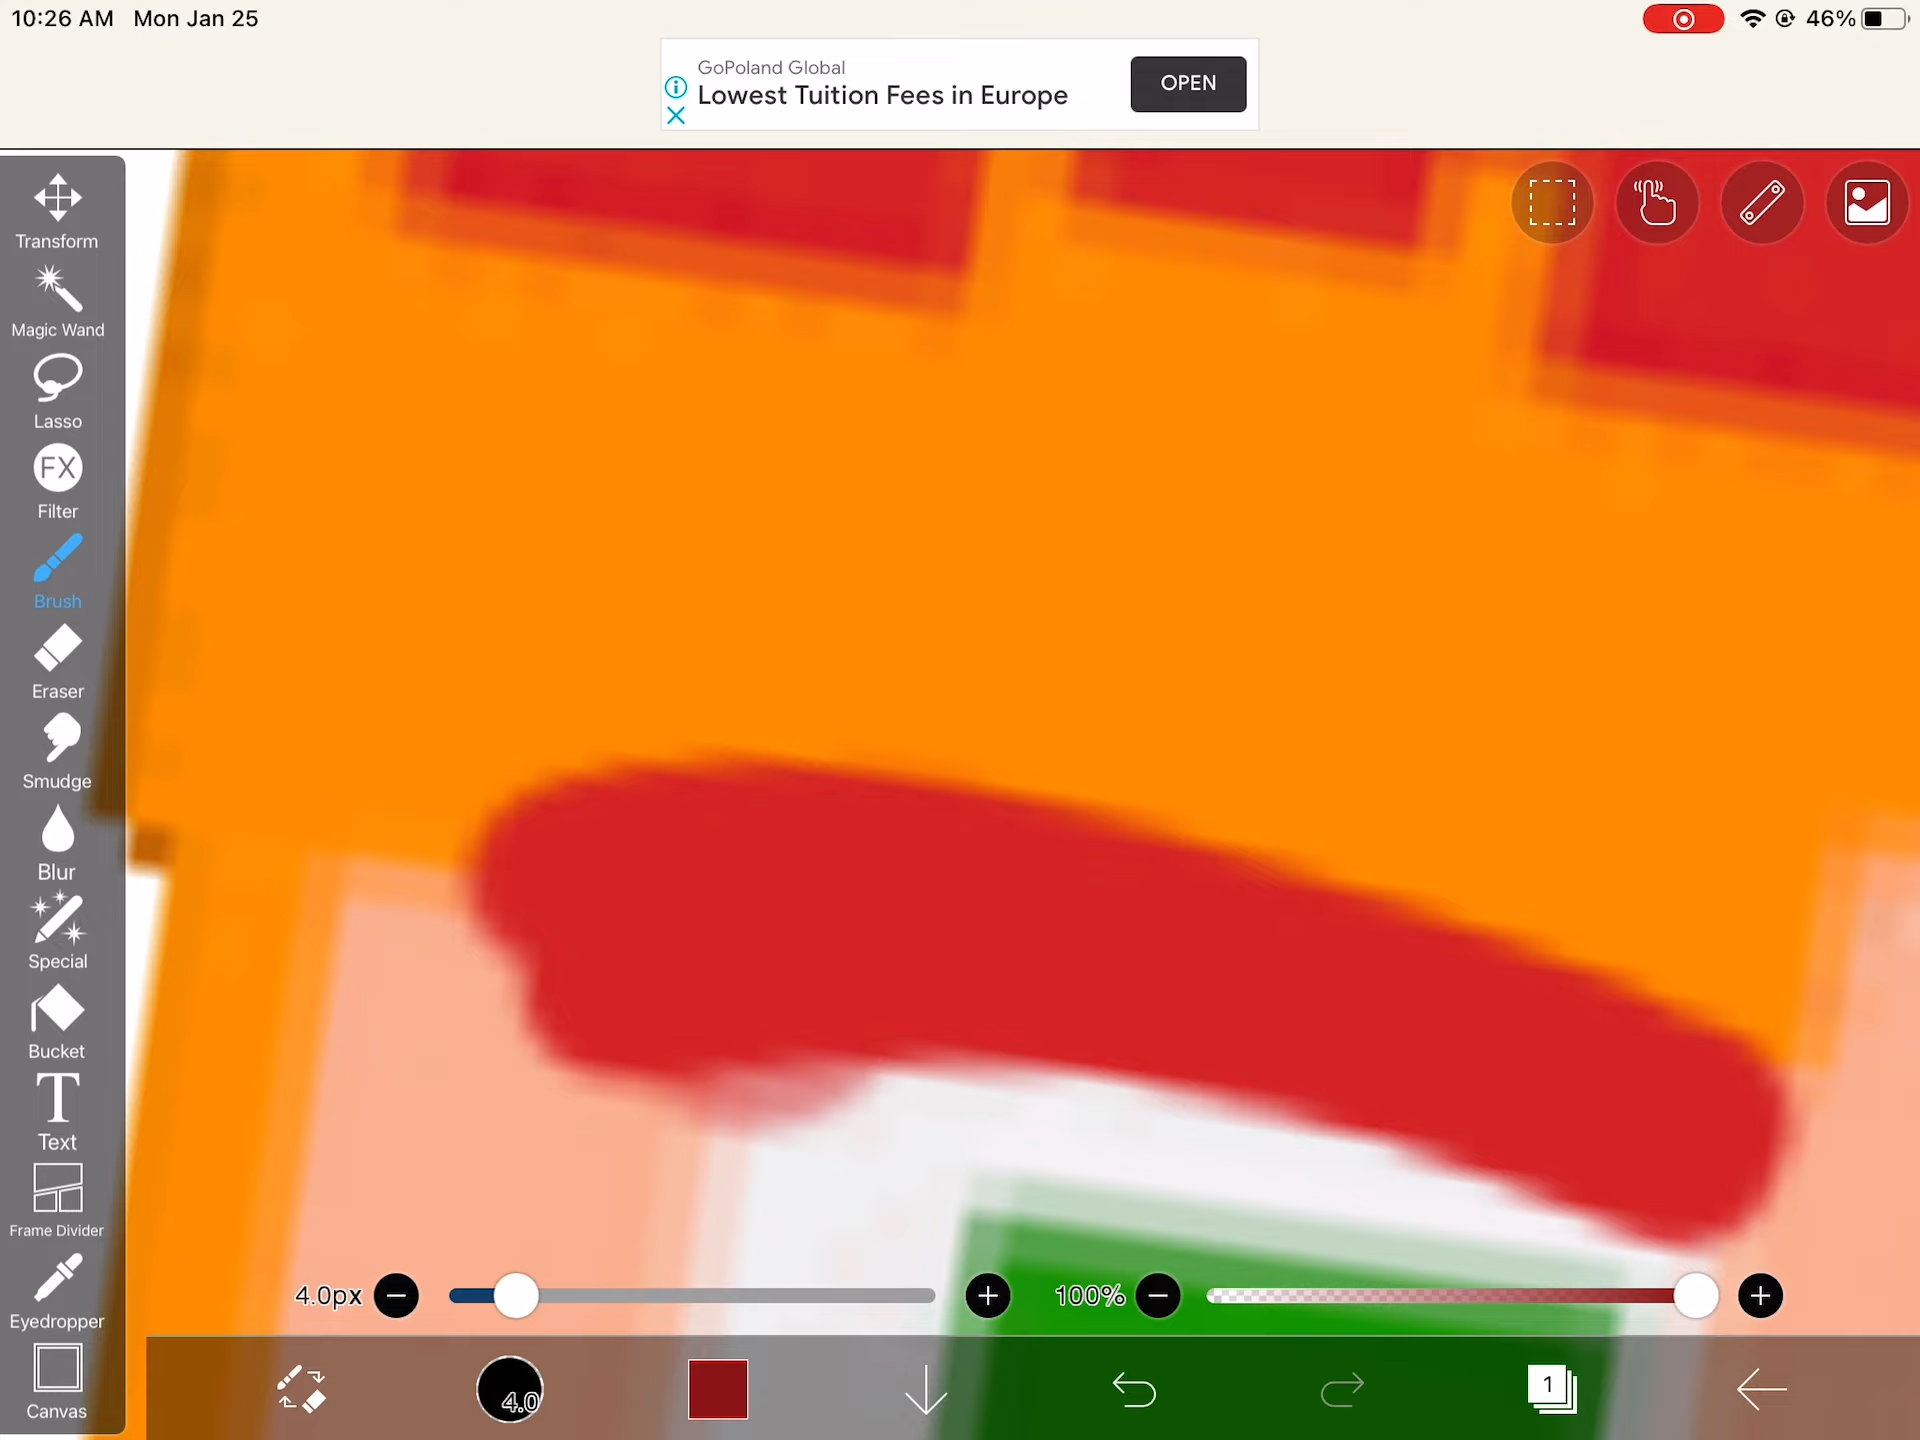 10:26 AM Mon Jan 25
46%
GoPoland Global
Lowest Tuition Fees in Europe
OPEN
Transform
Magic Wand
Lasso
FX
Filter
Brush
Eraser
Smudge
Blur
Special
Bucket
T
Text
Frame Divider
Eyedropper
Canvas
4.0px
100%
4.0
1